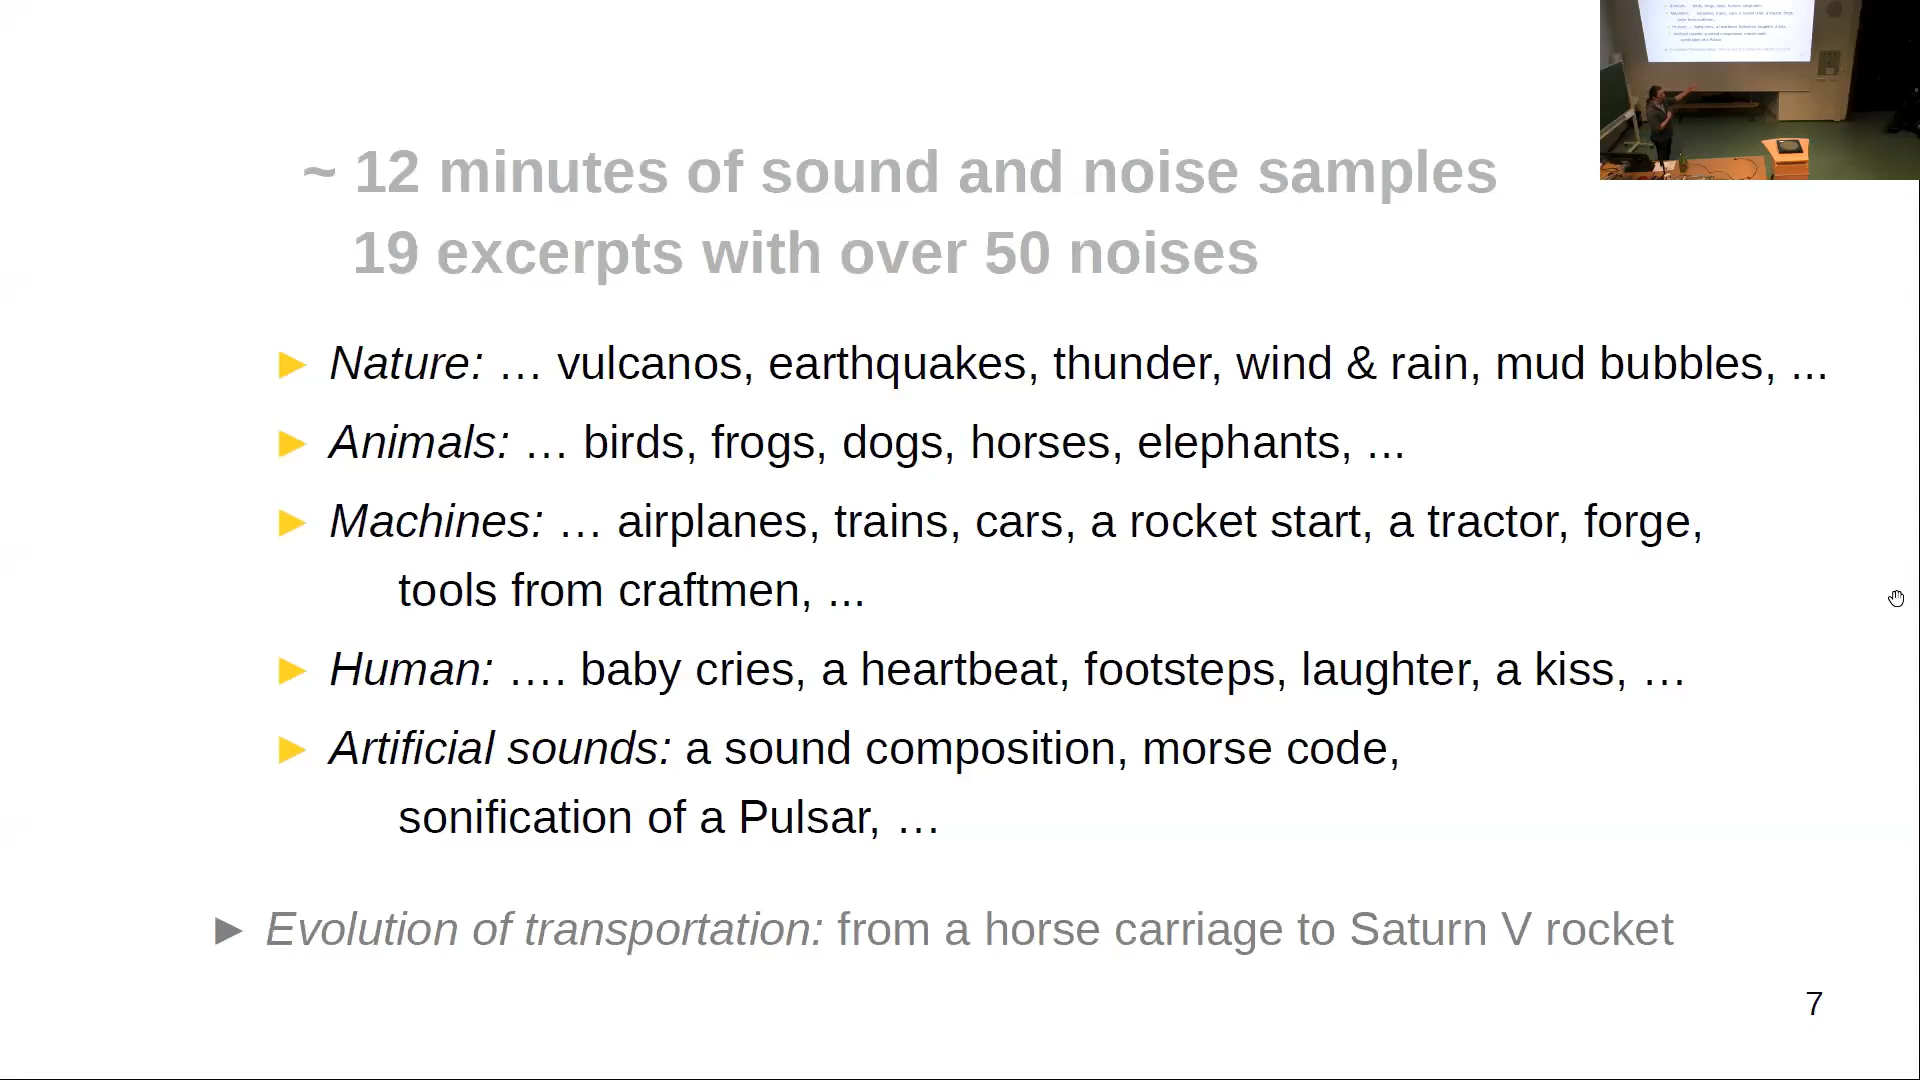 ~ 12 minutes of sound and noise samples
19 excerpts with over 50 noises
► Nature: … vulcanos, earthquakes, thunder, wind & rain, mud bubbles, ...
► Animals: … birds, frogs, dogs, horses, elephants, ...
► Machines: … airplanes, trains, cars, a rocket start, a tractor, forge,
tools from craftmen, ...
► Human: …. baby cries, a heartbeat, footsteps, laughter, a kiss, …
► Artificial sounds: a sound composition, morse code,
sonification of a Pulsar, …
► Evolution of transportation: from a horse carriage to Saturn V rocket
7